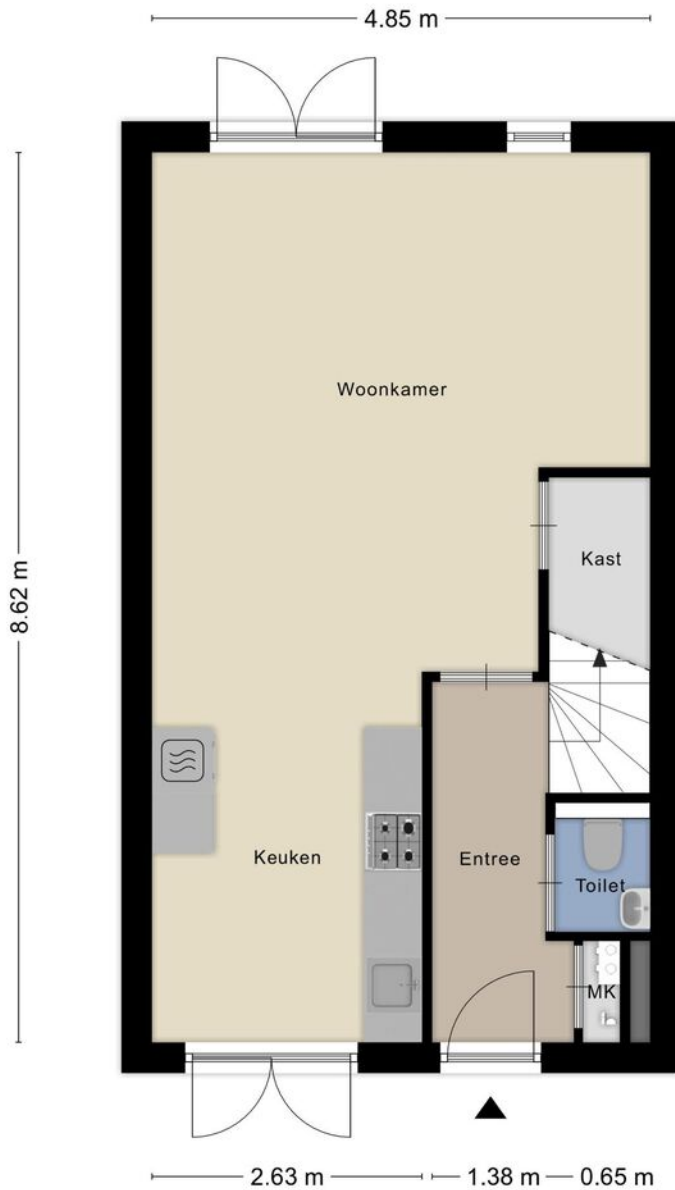 4.85 m
Woonkamer
8.62 m
Kast
Keuken
Entree
Toilet
MK
2.63 m
1.38 m
0.65 m